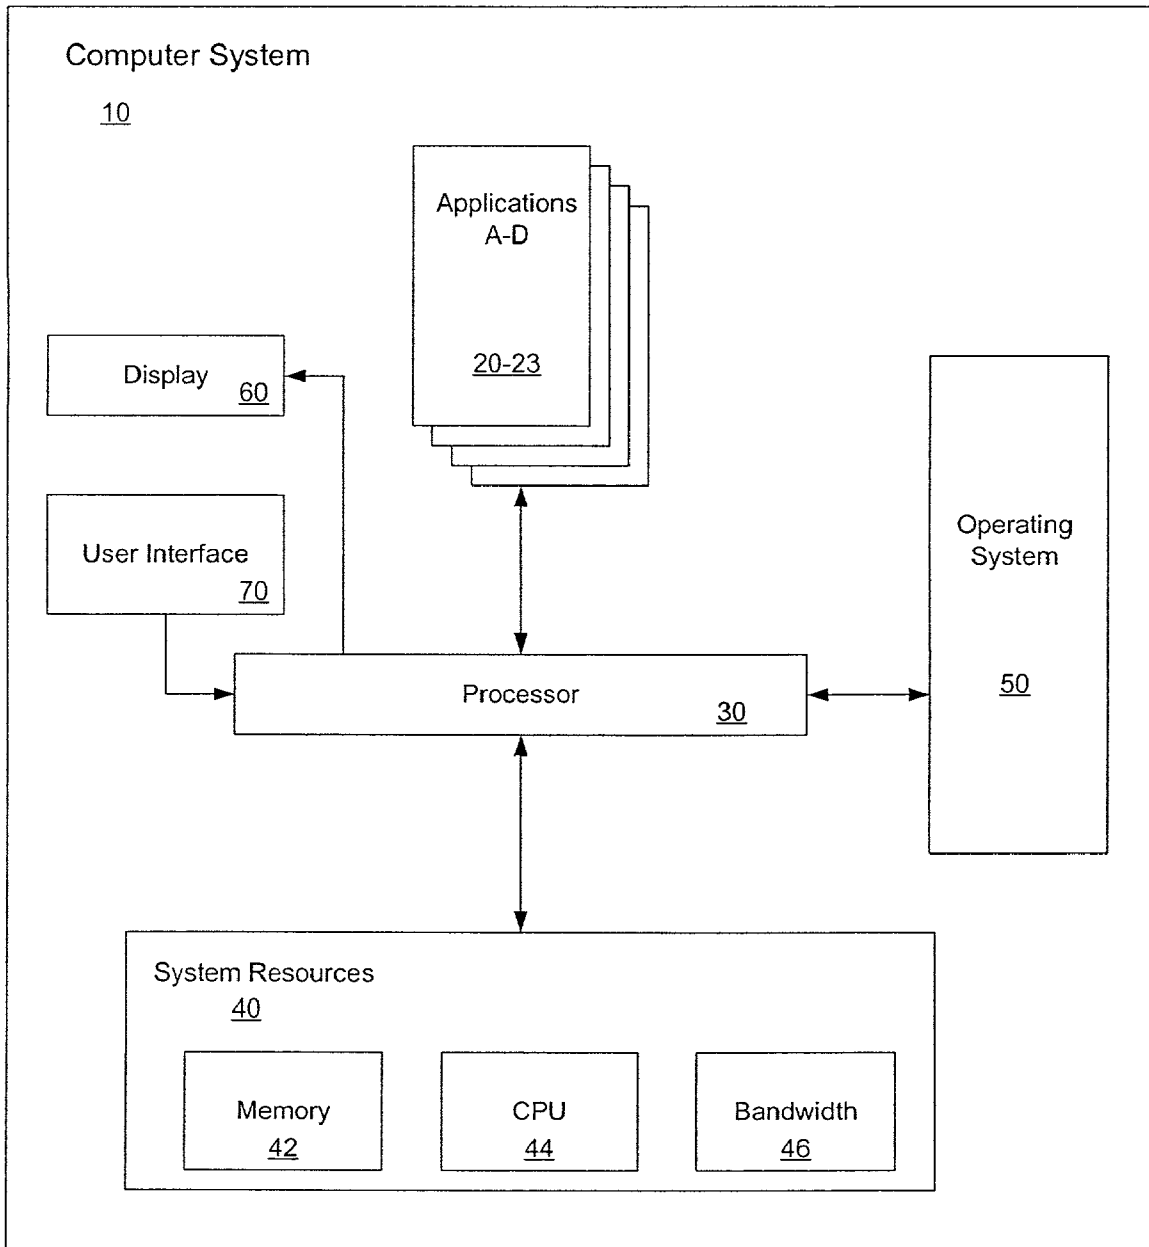 Computer System
10
Applications
A-D
20-23
Display
60
User Interface
70
Operating
System
50
Processor
30
System Resources
40
Memory
42
CPU
44
Bandwidth
46